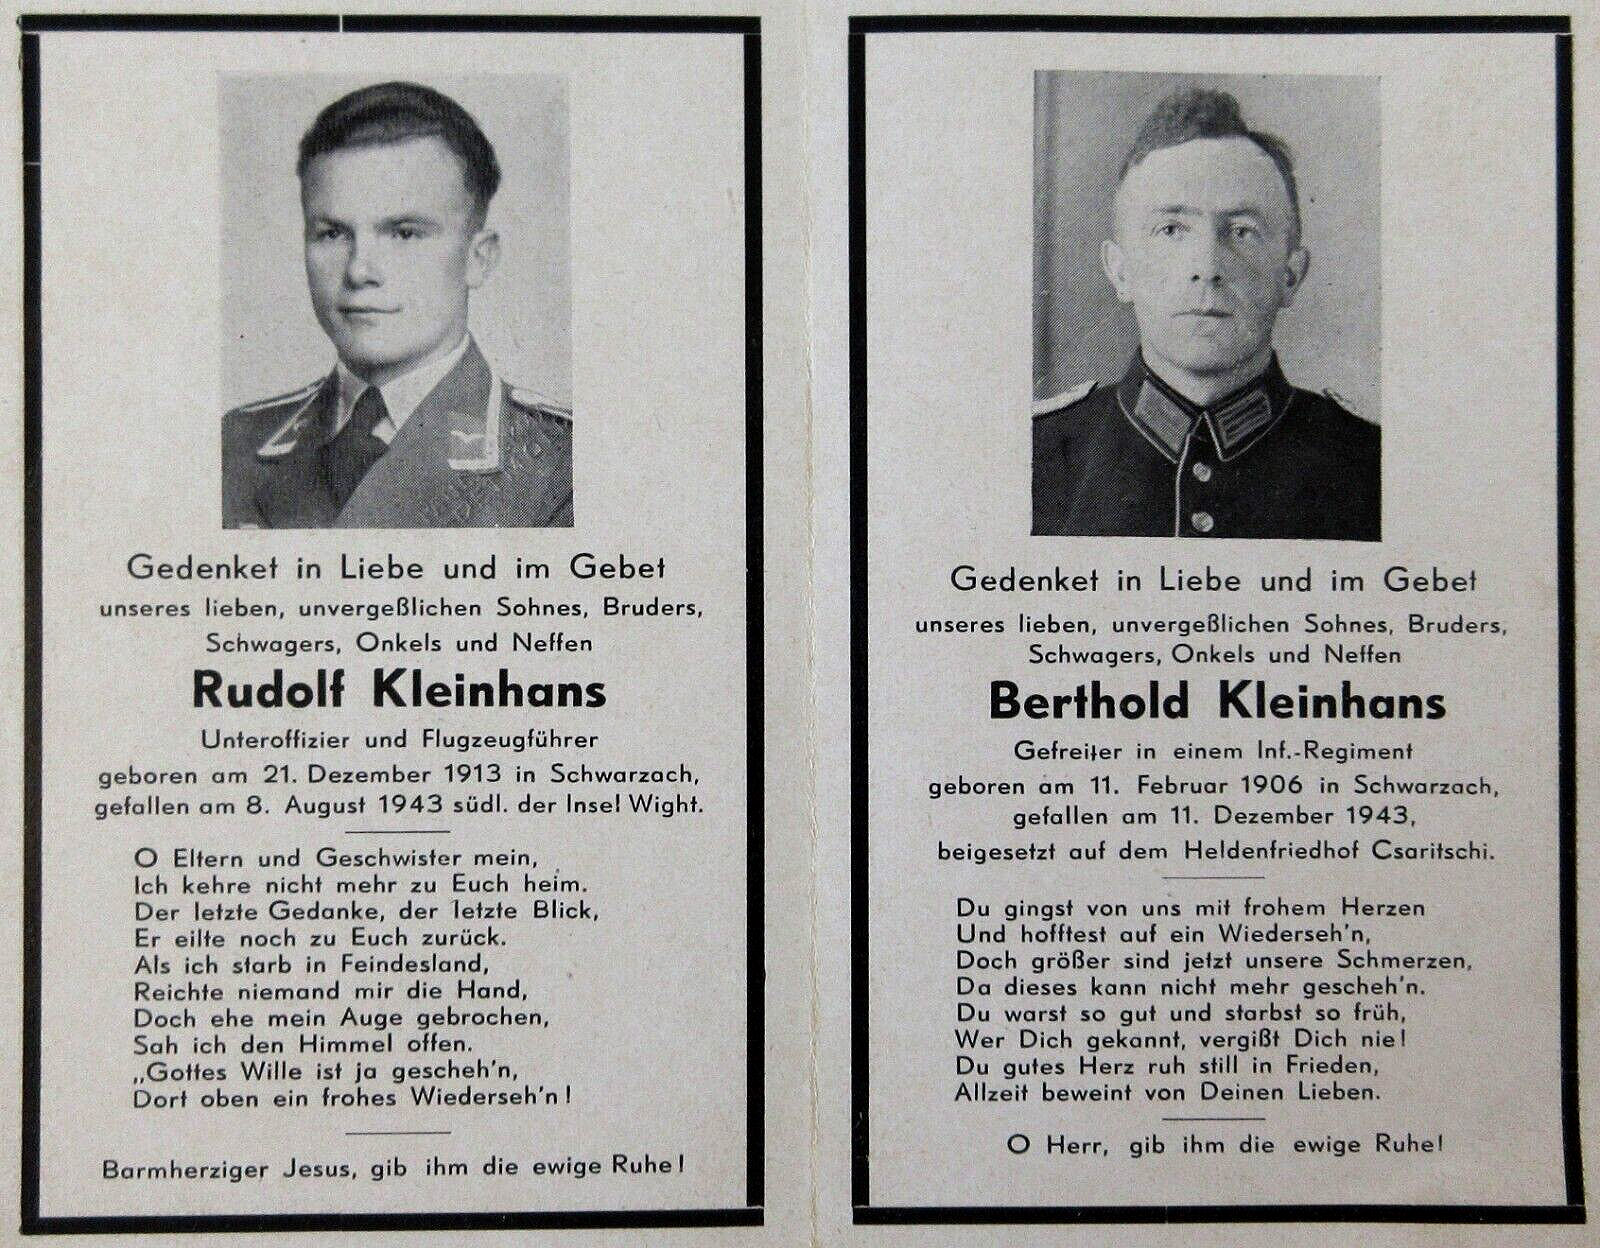 Gedenket in Liebe und im Gebet
unseres lieben, unvergeßlichen Sohnes, Bruders,
Schwagers, Onkels und Neffen
Rudolf Kleinhans
Unteroffizier und Flugzeugführer
geboren am 21. Dezember 1913 in Schwarzach,
gefallen am 8. August 1943 südl. der Insel Wight.
O Eltern und Geschwister mein,
Ich kehre nicht mehr zu Euch heim.
Der letzte Gedanke, der letzte Blick,
Er eilte noch zu Euch zurück.
Als ich starb in Feindesland,
Reichte niemand mir die Hand,
Doch ehe mein Auge gebrochen,
Sah ich den Himmel offen.
„Gottes Wille ist ja gescheh'n,
Dort oben ein frohes Wiederseh'n!
Barmherziger Jesus, gib ihm die ewige Ruhe!
Gedenket in Liebe und im Gebet
unseres lieben, unvergeßlichen Sohnes, Bruders,
Schwagers, Onkels und Neffen
Berthold Kleinhans
Gefreiter in einem Inf.-Regiment
geboren am 11. Februar 1906 in Schwarzach,
gefallen am 11. Dezember 1943,
beigesetzt auf dem Heldenfriedhof Csaritschi.
Du gingst von uns mit frohem Herzen
Und hofftest auf ein Wiederseh'n,
Doch größer sind jetzt unsere Schmerzen,
Da dieses kann nicht mehr gescheh'n.
Du warst so gut und starbst so früh,
Wer Dich gekannt, vergißt Dich nie!
Du gutes Herz ruh still in Frieden,
Allzeit beweint von Deinen Lieben.
O Herr, gib ihm die ewige Ruhe!